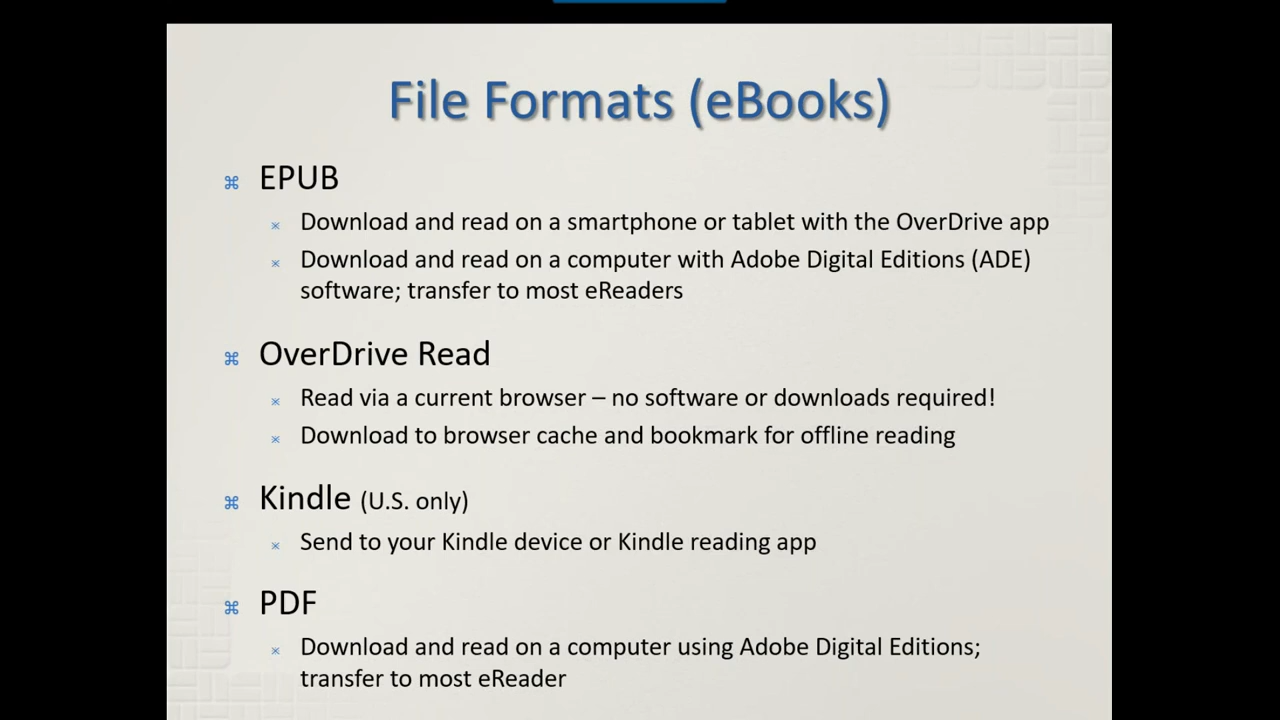 File Formats (eBooks)
EPUB
Download and read on a smartphone or tablet with the OverDrive app
Download and read on a computer with Adobe Digital Editions (ADE)
software; transfer to most eReaders
OverDrive Read
Read via a current browser – no software or downloads required!
Download to browser cache and bookmark for offline reading
Kindle (U.S. only)
Send to your Kindle device or Kindle reading app
PDF
Download and read on a computer using Adobe Digital Editions;
transfer to most eReader